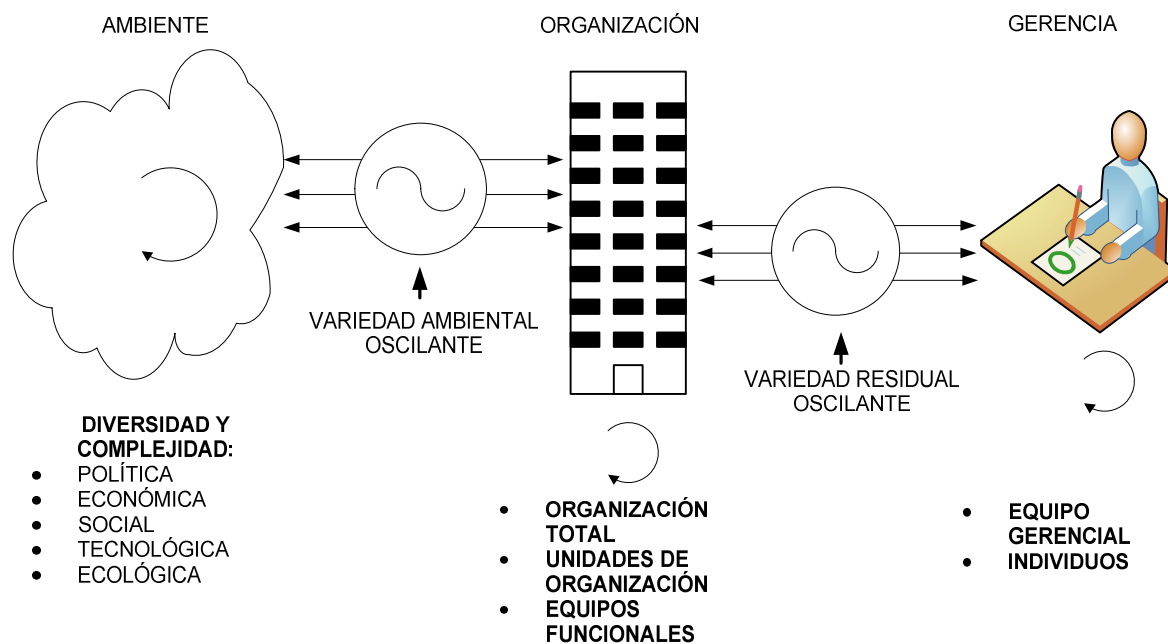 AMBIENTE
ORGANIZACIÓN
GERENCIA
VARIEDAD AMBIENTAL
OSCILANTE
VARIEDAD RESIDUAL
OSCILANTE
DIVERSIDAD Y
COMPLEJIDAD:
• POLÍTICA
• ECONÓMICA
• SOCIAL
• TECNOLÓGICA
• ECOLÓGICA
• ORGANIZACIÓN
TOTAL
• UNIDADES DE
ORGANIZACIÓN
• EQUIPOS
FUNCIONALES
• EQUIPO
GERENCIAL
• INDIVIDUOS